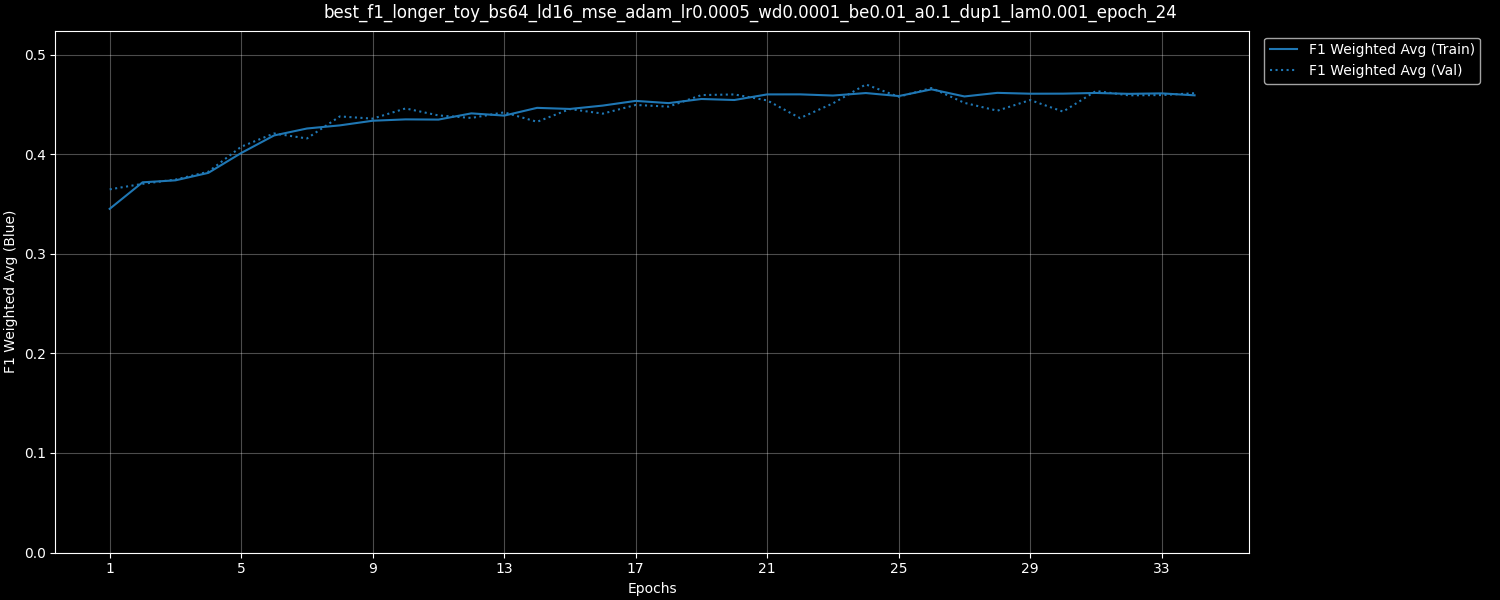 best_f1_longer_toy_bs64_ld16_mse_adam_lr0.0005_wd0.0001_be0.01_a0.1_dup1_lam0.001_epoch_24
F1 Weighted Avg (Train)
F1 Weighted Avg (Val)
F1 Weighted Avg (Blue)
0.5
0.4
0.3
0.2
0.1
0.0
1 5 9 13 17 21 25 29 33
Epochs